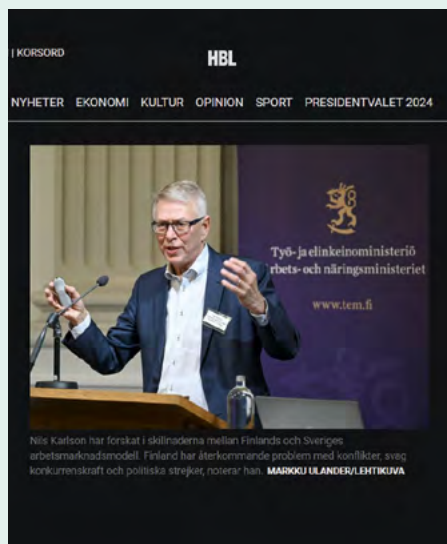 | KORSORD
HBL
NYHETER EKONOMI KULTUR OPINION SPORT PRESIDENTVALET 2024
Työ- ja elinkeinoministeriö
rbets- och näringsministeriet
www.tem.fi
Nils Karlson har forskat i skillnaderna mellan Finlands och Sveriges
arbetsmarknadsmodell. Finland har återkommande problem med konflikter, svag
konkurrenskraft och politiska strejker, noterar han. MARKKU ULANDER/LEHTIKUVA